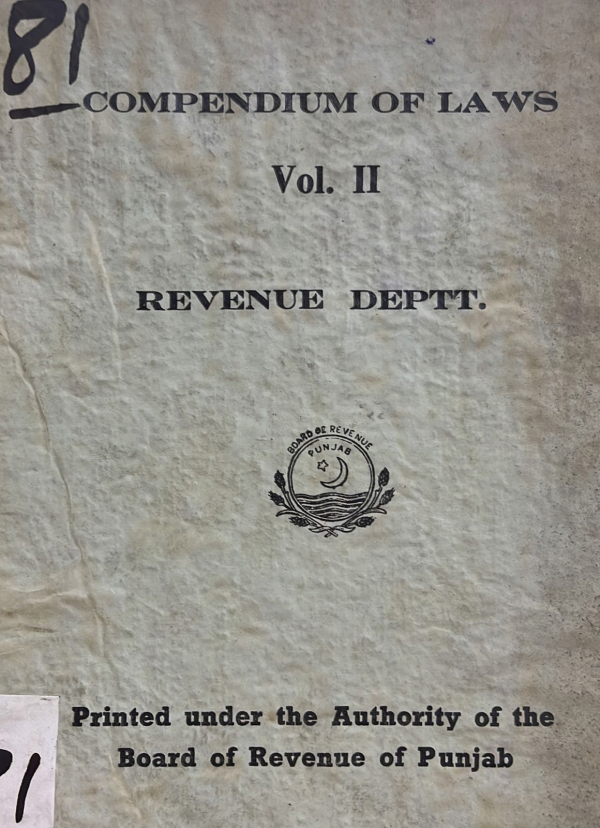 81
COMPENDIUM OF LAWS
Vol. II
REVENUE DEPTT.
BOARD OF REVENUE
PUNJAB
Printed under the Authority of the
Board of Revenue of Punjab